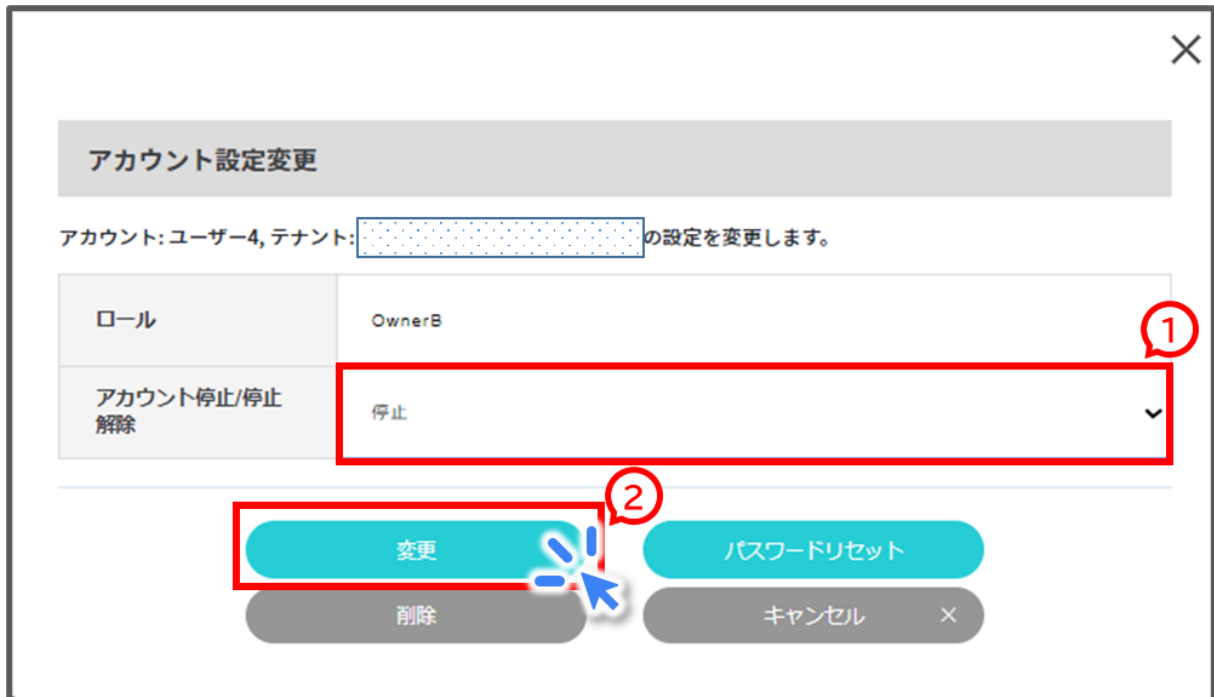 アカウント設定変更
アカウント: ユーザー4, テナント: の設定を変更します。
ロール OwnerB
1
アカウント停止/停止
解除
停止
2
変更 パスワードリセット
削除 キャンセル ×